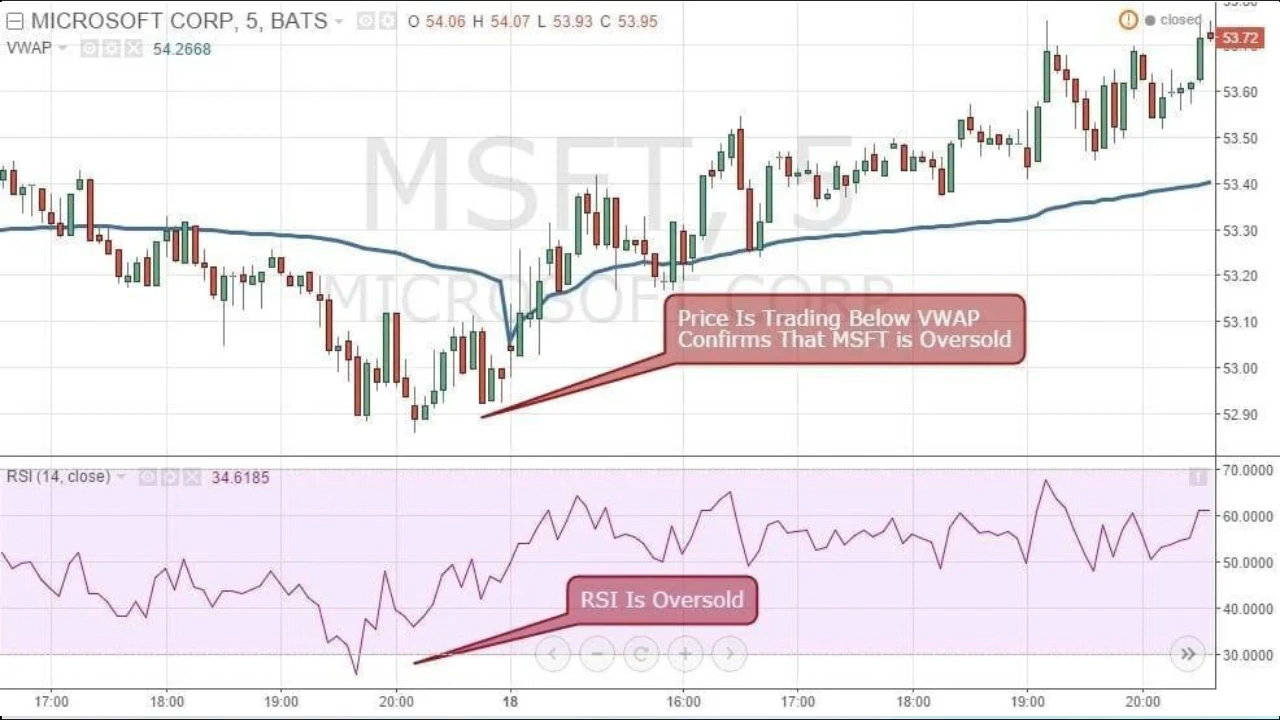 MICROSOFT CORP, 5, BATS O 54.06 H 54.07 L 53.93 C 53.95 closed
VWAP 54.2668
53.72
53.60
MSFT, 5
53.50
53.40
53.30
53.20
MICROSOFT CORP
Price Is Trading Below VWAP
Confirms That MSFT is Oversold
53.10
53.00
52.90
RSI (14, close) 34.6185
70.0000
60.0000
50.0000
RSI Is Oversold
40.0000
30.0000
17:00 18:00 19:00 20:00 18 16:00 17:00 18:00 19:00 20:00